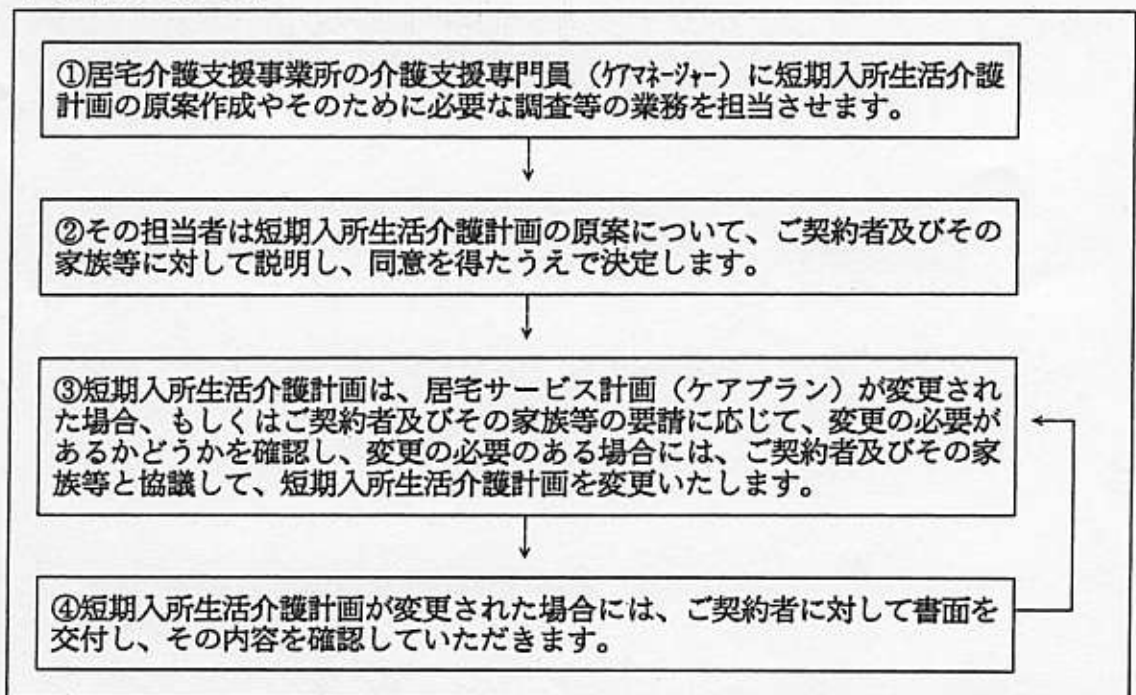 ①居宅介護支援事業所の介護支援専門員（ｹｱﾏﾈｰｼﾞｬｰ）に短期入所生活介護
計画の原案作成やそのために必要な調査等の業務を担当させます。
②その担当者は短期入所生活介護計画の原案について、ご契約者及びその
家族等に対して説明し、同意を得たうえで決定します。
③短期入所生活介護計画は、居宅サービス計画（ケアプラン）が変更され
た場合、もしくはご契約者及びその家族等の要請に応じて、変更の必要が
あるかどうかを確認し、変更の必要のある場合には、ご契約者及びその家
族等と協議して、短期入所生活介護計画を変更いたします。
④短期入所生活介護計画が変更された場合には、ご契約者に対して書面を
交付し、その内容を確認していただきます。